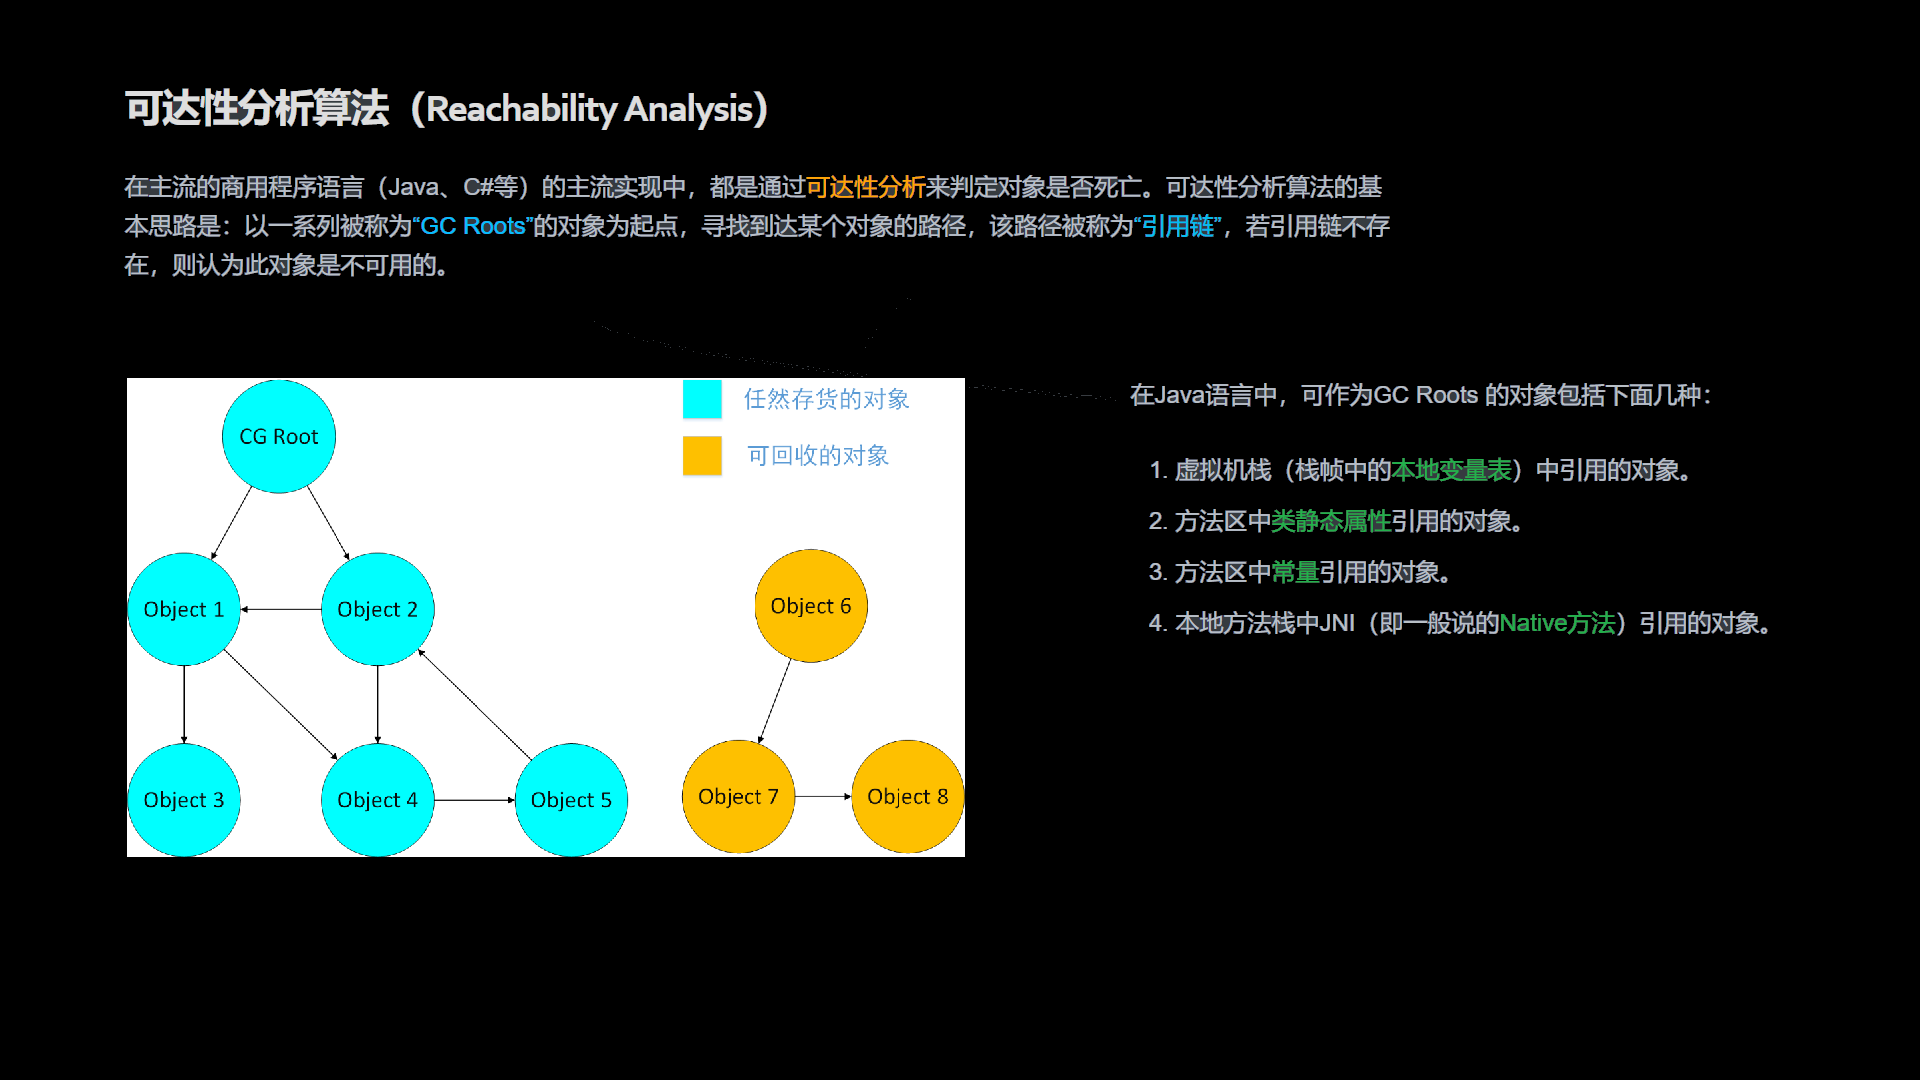 可达性分析算法（Reachability Analysis）
在主流的商用程序语言（Java、C#等）的主流实现中，都是通过可达性分析来判定对象是否死亡。可达性分析算法的基
本思路是：以一系列被称为“GC Roots”的对象为起点，寻找到达某个对象的路径，该路径被称为“引用链”，若引用链不存
在，则认为此对象是不可用的。
任然存货的对象
可回收的对象
CG Root
Object 1
Object 2
Object 6
Object 3
Object 4
Object 5
Object 7
Object 8
在Java语言中，可作为GC Roots 的对象包括下面几种：
1. 虚拟机栈（栈帧中的本地变量表）中引用的对象。
2. 方法区中类静态属性引用的对象。
3. 方法区中常量引用的对象。
4. 本地方法栈中JNI（即一般说的Native方法）引用的对象。